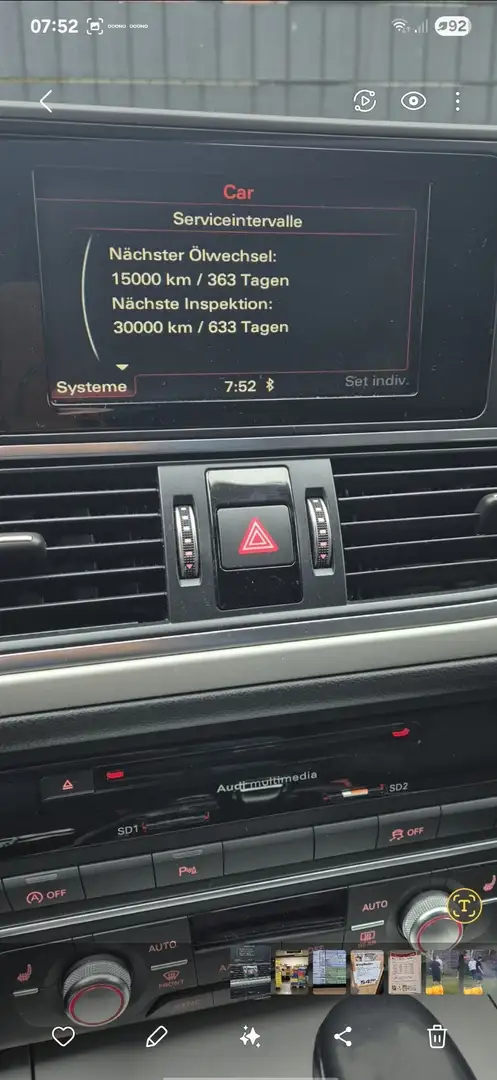 07:52
92
Car
Serviceintervalle
Nächster Ölwechsel:
15000 km / 363 Tagen
Nächste Inspektion:
30000 km / 633 Tagen
Systeme
7:52
Set indiv.
Audi multimedia
SD1
SD2
OFF
A OFF
P
AUTO
AUTO
FRONT
REAR
T